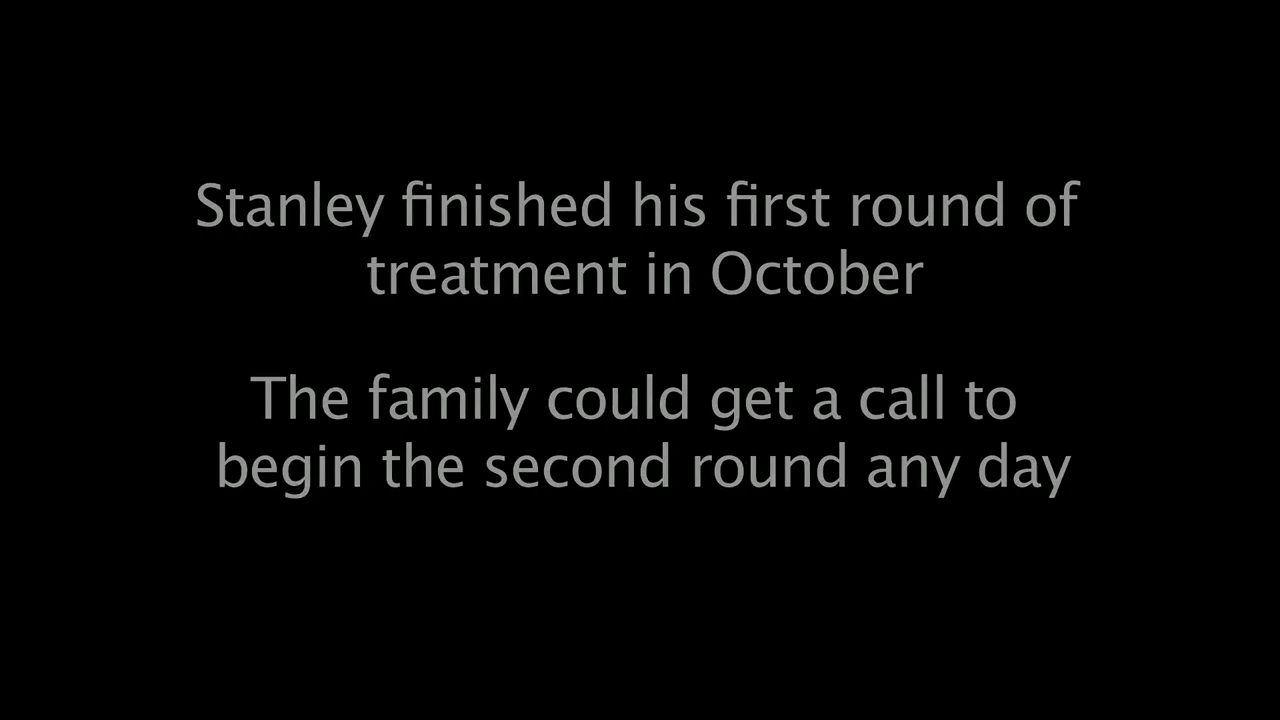 Stanley finished his first round of
treatment in October
The family could get a call to
begin the second round any day